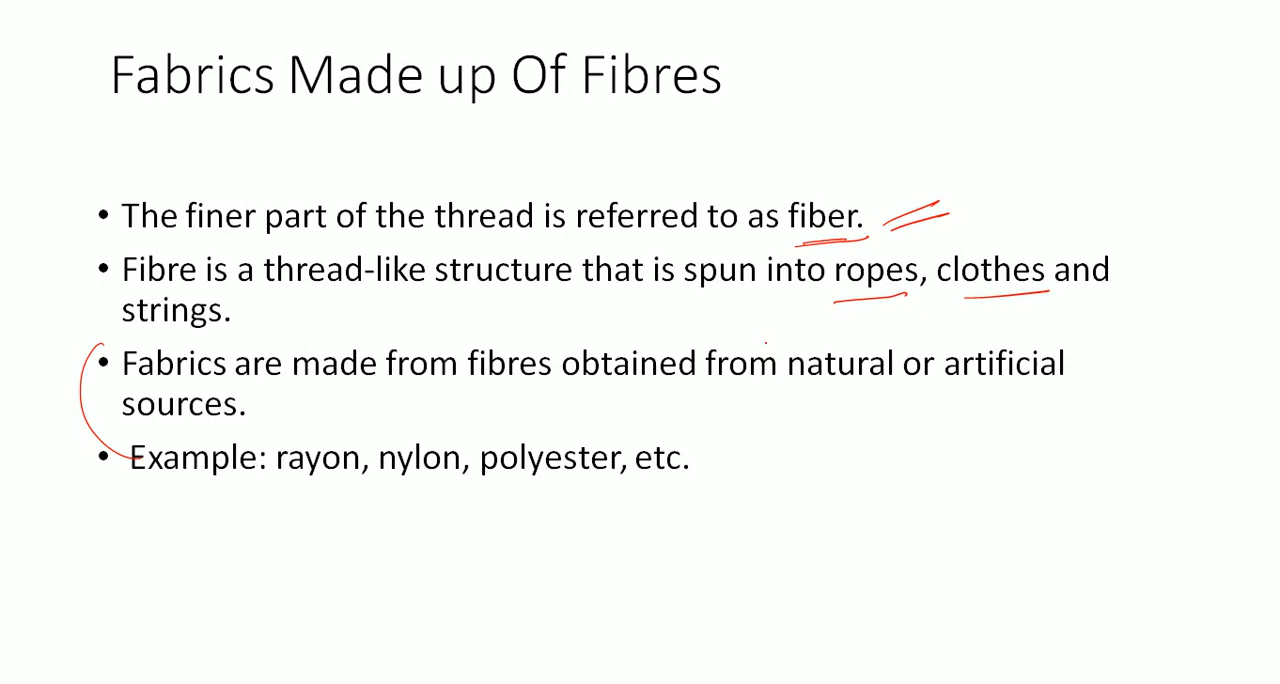 Fabrics Made up Of Fibres
• The finer part of the thread is referred to as fiber.
• Fibre is a thread-like structure that is spun into ropes, clothes and
strings.
• Fabrics are made from fibres obtained from natural or artificial
sources.
• Example: rayon, nylon, polyester, etc.